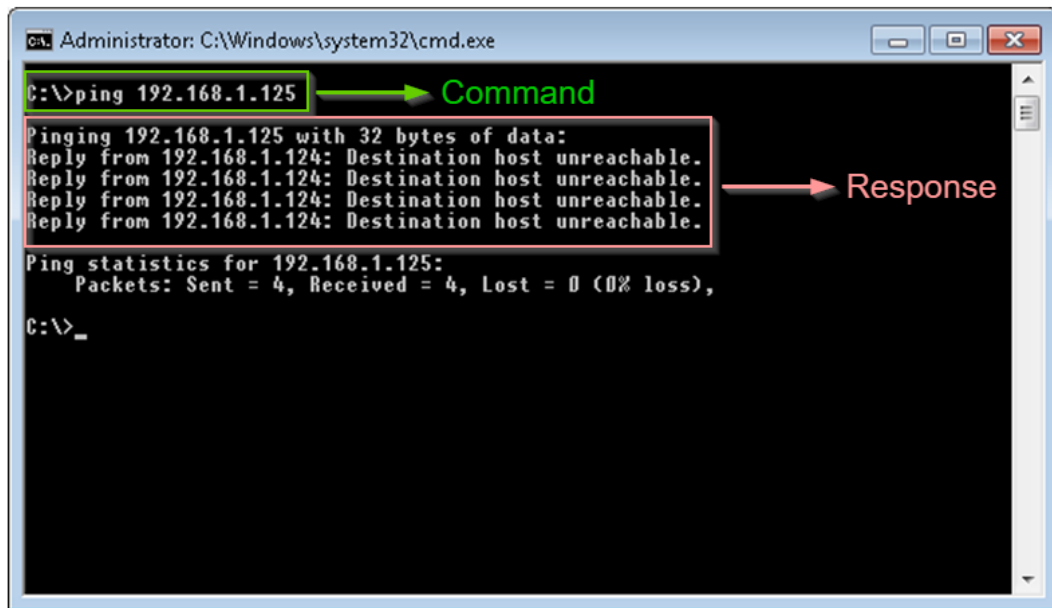 Administrator: C:\Windows\system32\cmd.exe
C:\>ping 192.168.1.125
Command
Pinging 192.168.1.125 with 32 bytes of data:
Reply from 192.168.1.124: Destination host unreachable.
Reply from 192.168.1.124: Destination host unreachable.
Reply from 192.168.1.124: Destination host unreachable.
Reply from 192.168.1.124: Destination host unreachable.
Response
Ping statistics for 192.168.1.125:
Packets: Sent = 4, Received = 4, Lost = 0 (0% loss),
C:\>_